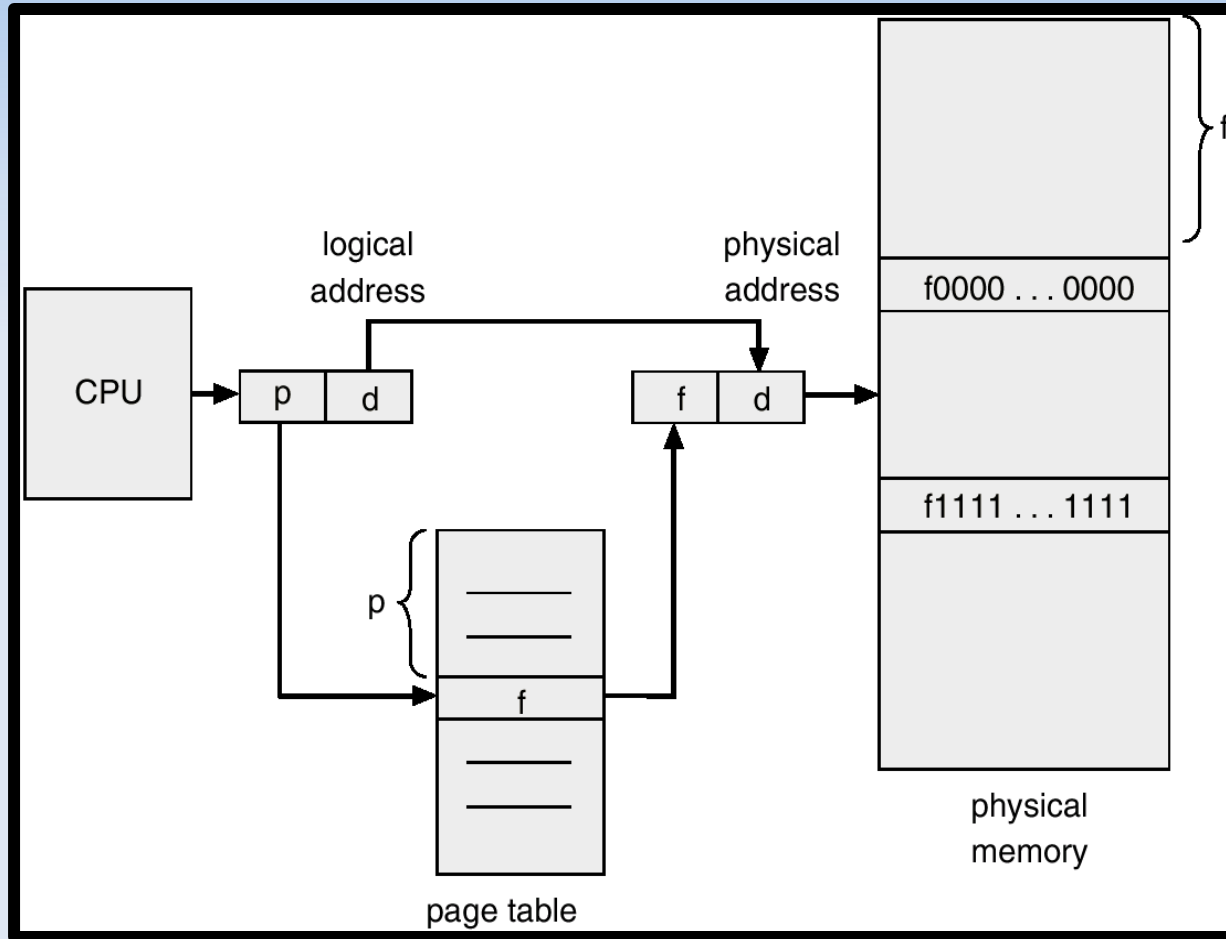 f
f0000 . . . 0000
logical
address
physical
address
CPU
p
d
f
d
f1111 . . . 1111
p
f
physical
memory
page table